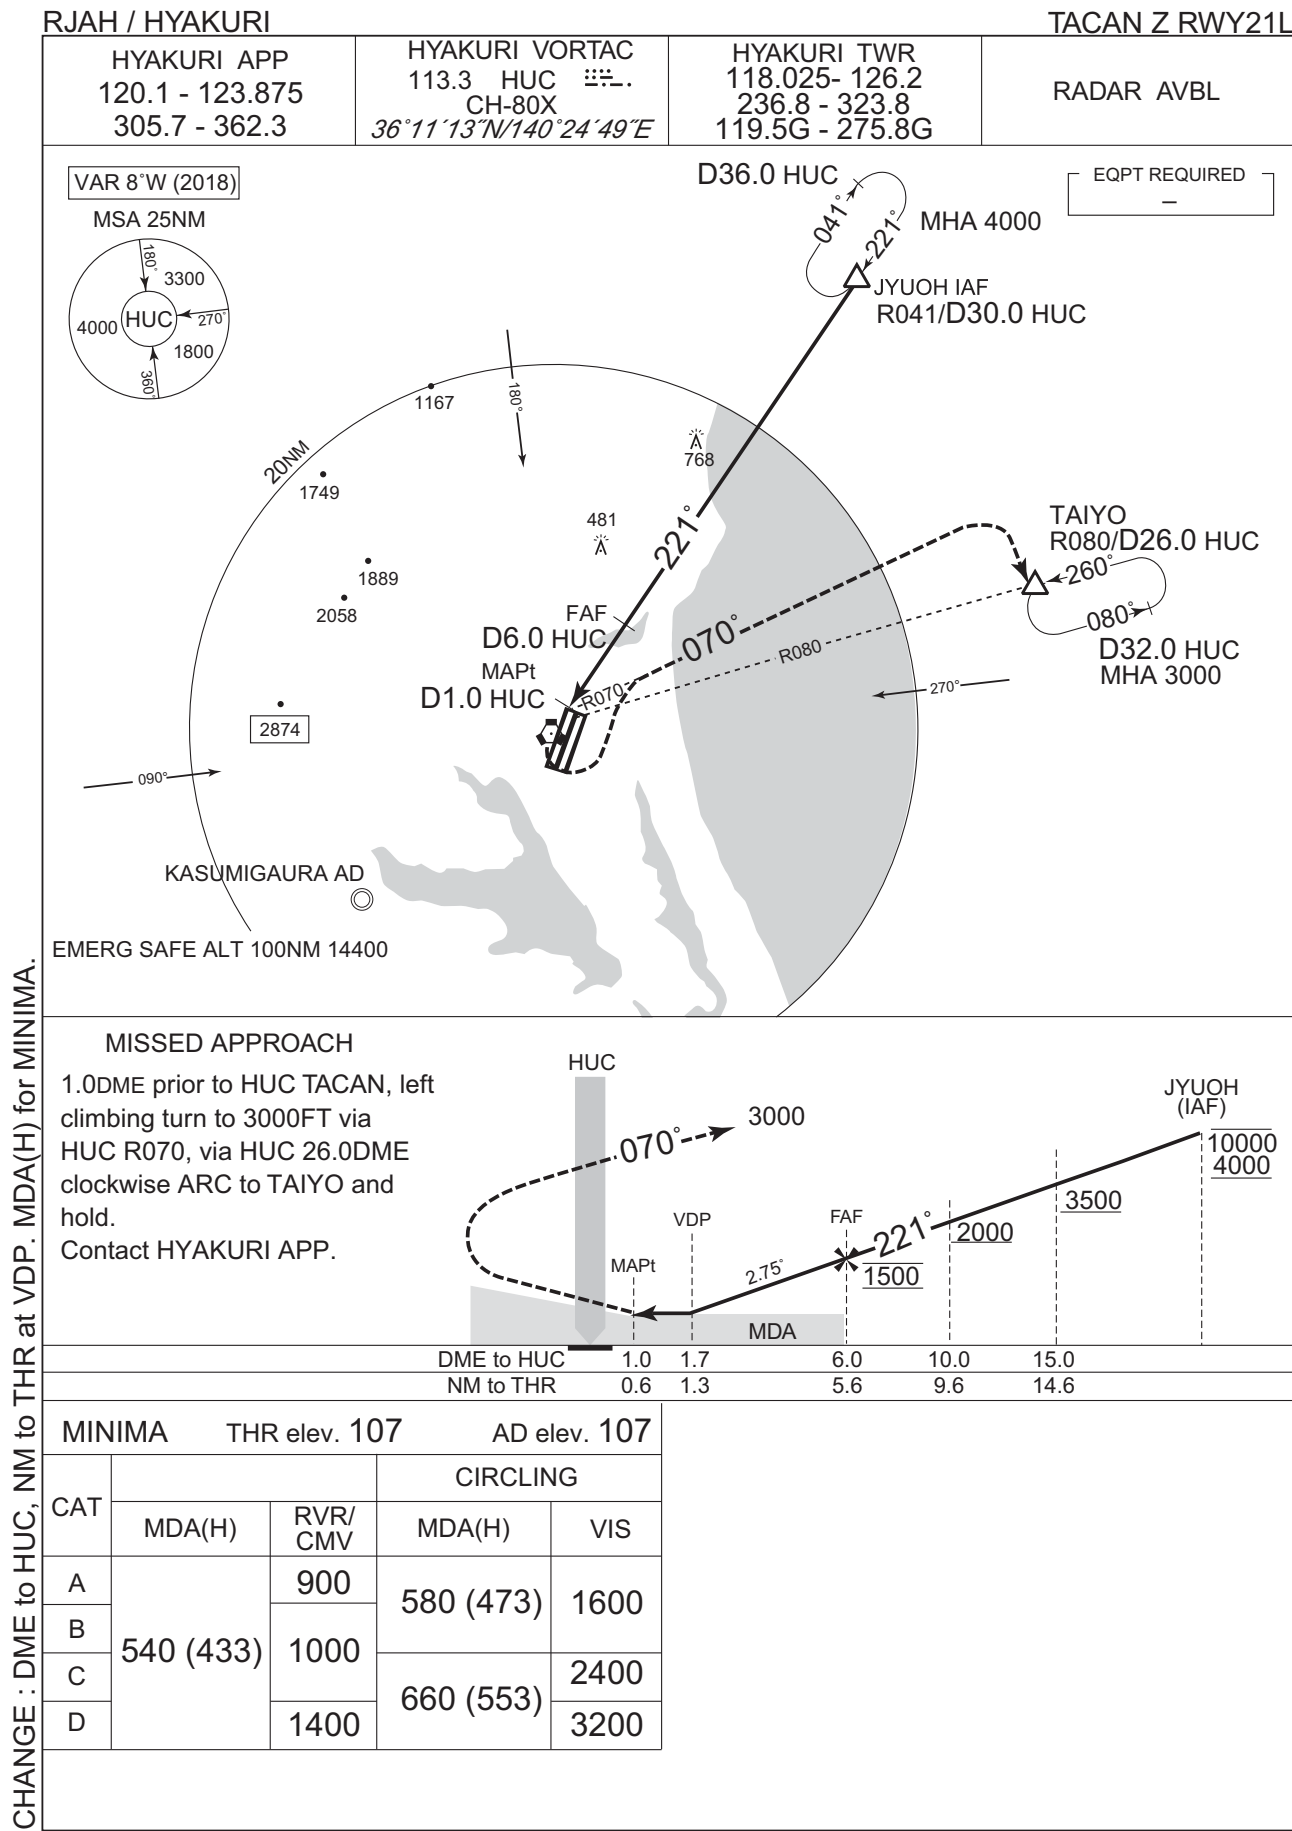 RJAH / HYAKURI
TACAN Z RWY21L
HYAKURI APP
120.1 - 123.875
305.7 - 362.3
HYAKURI VORTAC
113.3 HUC
CH-80X
36°11´13˝N/140°24´49˝E
HYAKURI TWR
118.025- 126.2
236.8 - 323.8
119.5G - 275.8G
RADAR AVBL
VAR 8°W (2018)
MSA 25NM
180°
3300
4000
HUC
270°
1800
360°
EQPT REQUIRED
–
D36.0 HUC
041°
221°
MHA 4000
JYUOH IAF
R041/D30.0 HUC
180°
1167
20NM
768
1749
481
221°
TAIYO
R080/D26.0 HUC
260°
1889
2058
080°
FAF
D6.0 HUC
070°
R080
D32.0 HUC
MHA 3000
MAPt
D1.0 HUC
R070
270°
2874
090°
KASUMIGAURA AD
EMERG SAFE ALT 100NM 14400
MISSED APPROACH
1.0DME prior to HUC TACAN, left
climbing turn to 3000FT via
HUC R070, via HUC 26.0DME
clockwise ARC to TAIYO and
hold.
Contact HYAKURI APP.
HUC
070°
3000
JYUOH
(IAF)
10000
4000
3500
VDP
FAF
221°
2000
MAPt
2.75°
1500
MDA
DME to HUC 1.0 1.7 6.0 10.0 15.0
NM to THR 0.6 1.3 5.6 9.6 14.6
MINIMA THR elev. 107 AD elev. 107
CAT
CIRCLING
MDA(H)
RVR/
CMV
MDA(H)
VIS
A
B
C
D
540 (433)
900
1000
1400
580 (473)
660 (553)
1600
2400
3200
CHANGE : DME to HUC, NM to THR at VDP. MDA(H) for MINIMA.